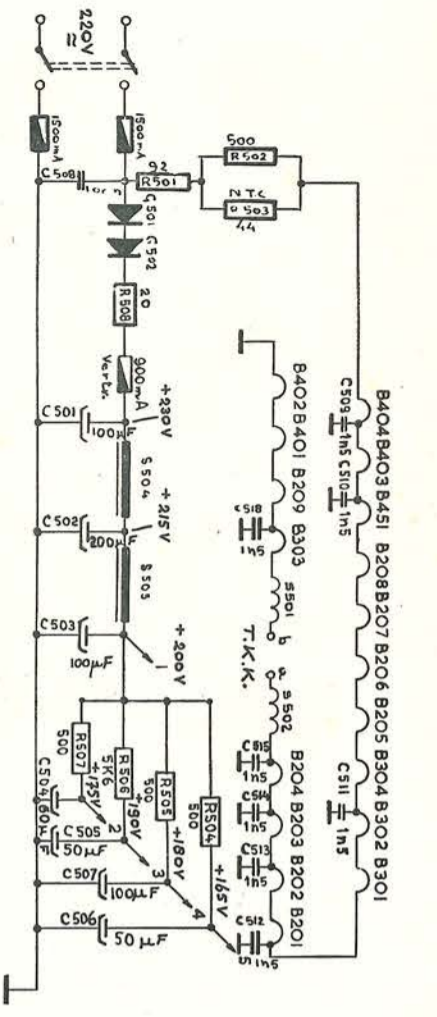 220V
≂
1500mA
1500mA
C508
92
R501
500
R502
N.T.C
R503
44
G501
G502
20
R508
900mA
Vertr.
+230V
C501
100µF
S504
+215V
C502
200µF
S503
+200V
1
C503
100µF
B404 B403 B451 B208 B207 B206 B205 B304 B302 B301
C509
1n5
C510
1n5
C511
1n5
B402 B401 B209 B303
C518
1n5
S501
b
T.K.K.
a
S502
B204 B203 B202 B201
C515
1n5
C514
1n5
C513
1n5
C512
1n5
R507
500
+175V
2
R506
5K6
+190V
3
R505
500
+180V
4
R504
500
+165V
5
C504
60µF
C505
50µF
C507
100µF
C506
50µF